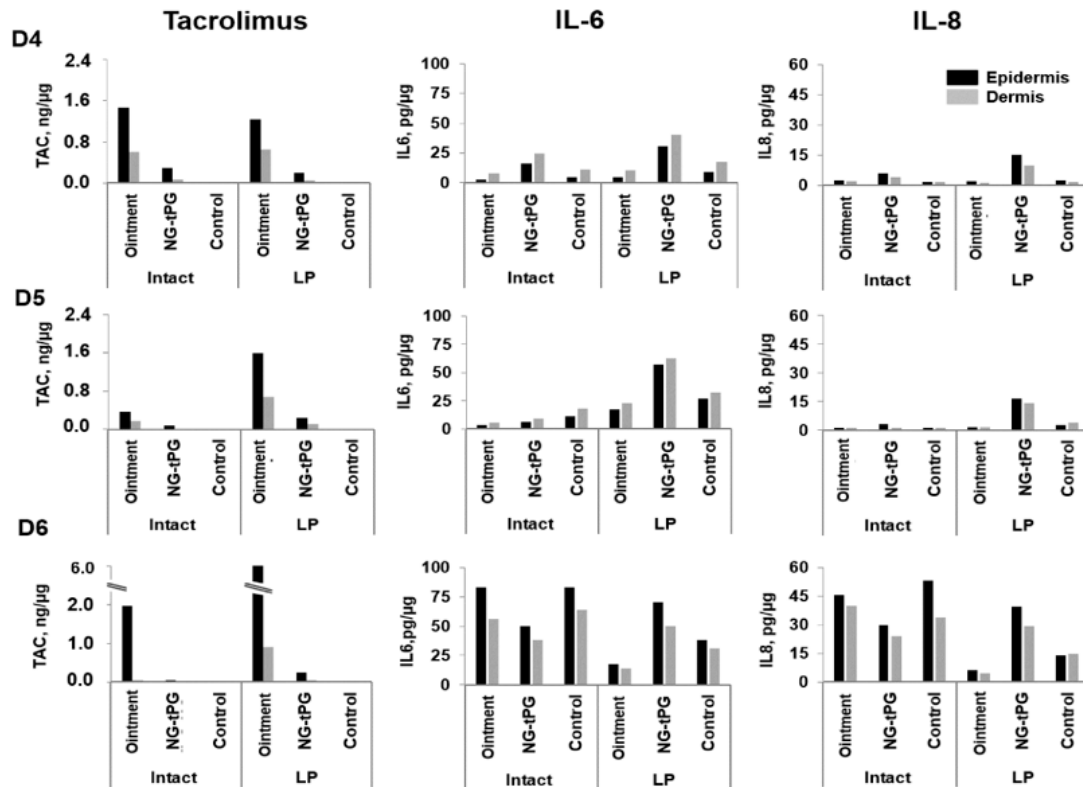 Tacrolimus IL-6 IL-8
D4
TAC, ng/µg
2.4
1.6
0.8
0.0
Ointment NG-tPG Control Ointment NG-tPG Control
Intact LP
IL6, pg/µg
100
75
50
25
0
Ointment NG-tPG Control Ointment NG-tPG Control
Intact LP
IL8, pg/µg
60
45
30
15
0
Epidermis
Dermis
Ointment NG-tPG Control Ointment NG-tPG Control
Intact LP
D5
TAC, ng/µg
2.4
1.6
0.8
0.0
Ointment NG-tPG Control Ointment NG-tPG Control
Intact LP
IL6, pg/µg
100
75
50
25
0
Ointment NG-tPG Control Ointment NG-tPG Control
Intact LP
IL8, pg/µg
60
45
30
15
0
Ointment NG-tPG Control Ointment NG-tPG Control
Intact LP
D6
TAC, ng/µg
6.0
2.0
1.0
0.0
Ointment NG-tPG Control Ointment NG-tPG Control
Intact LP
IL6,pg/µg
100
75
50
25
0
Ointment NG-tPG Control Ointment NG-tPG Control
Intact LP
IL8, pg/µg
60
45
30
15
0
Ointment NG-tPG Control Ointment NG-tPG Control
Intact LP